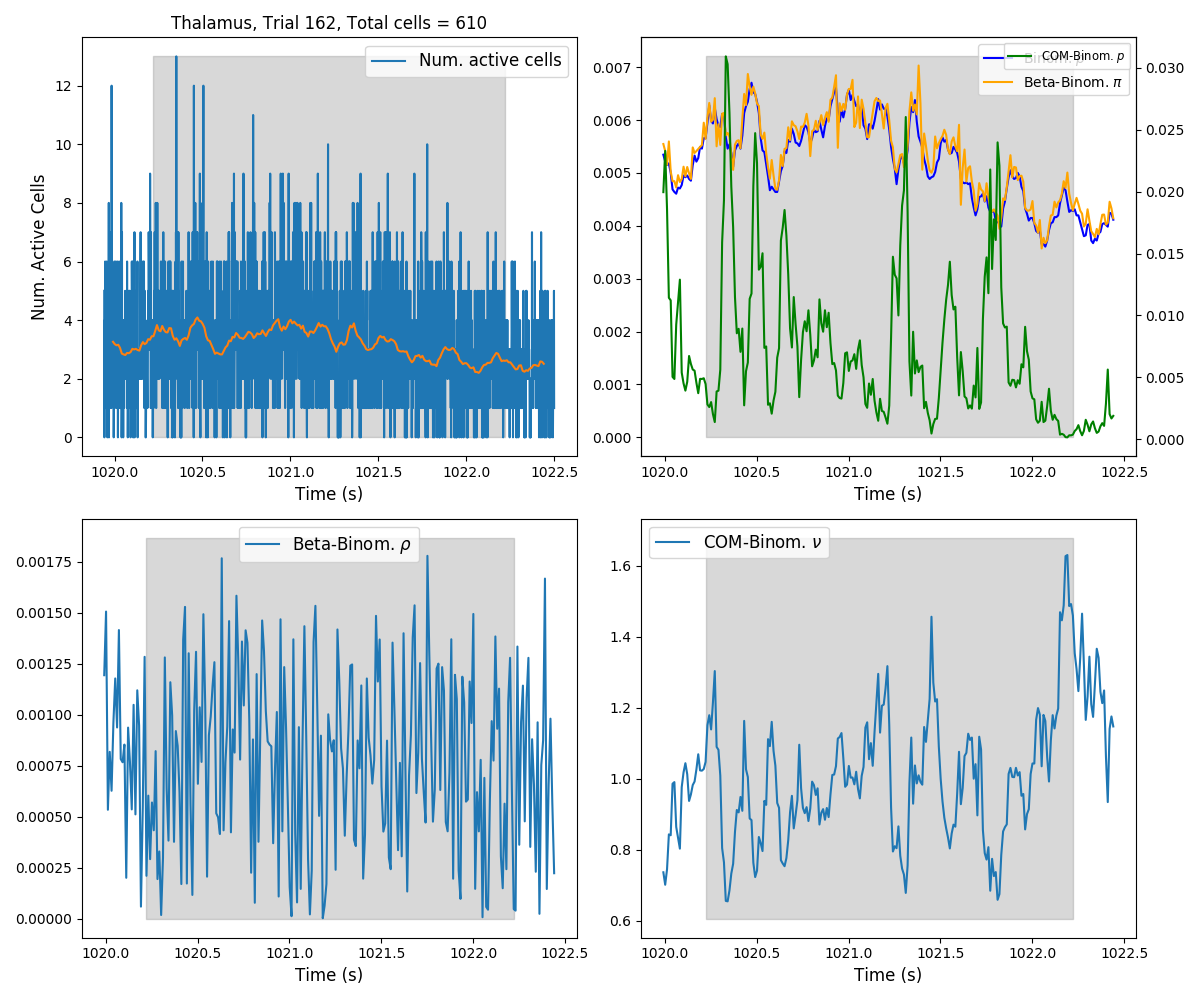 Thalamus, Trial 162, Total cells = 610
Num. active cells
Num. Active Cells
12
10
8
6
4
2
0
1020.0 1020.5 1021.0 1021.5 1022.0 1022.5
Time (s)
COM-Binom. p
Binom. p
Beta-Binom. π
0.007
0.006
0.005
0.004
0.003
0.002
0.001
0.000
0.030
0.025
0.020
0.015
0.010
0.005
0.000
1020.0 1020.5 1021.0 1021.5 1022.0 1022.5
Time (s)
Beta-Binom. ρ
0.00175
0.00150
0.00125
0.00100
0.00075
0.00050
0.00025
0.00000
1020.0 1020.5 1021.0 1021.5 1022.0 1022.5
Time (s)
COM-Binom. ν
1.6
1.4
1.2
1.0
0.8
0.6
1020.0 1020.5 1021.0 1021.5 1022.0 1022.5
Time (s)